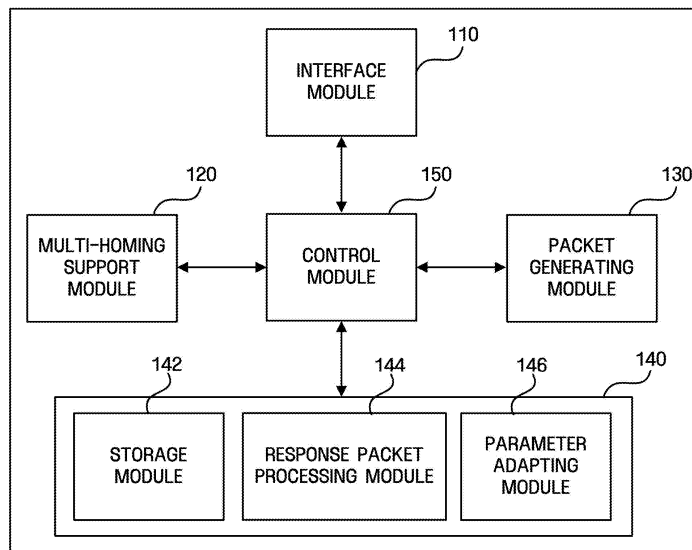 INTERFACE
MODULE
110
120
150
130
MULTI-HOMING
SUPPORT
MODULE
CONTROL
MODULE
PACKET
GENERATING
MODULE
142
144
146
140
STORAGE
MODULE
RESPONSE PACKET
PROCESSING MODULE
PARAMETER
ADAPTING
MODULE